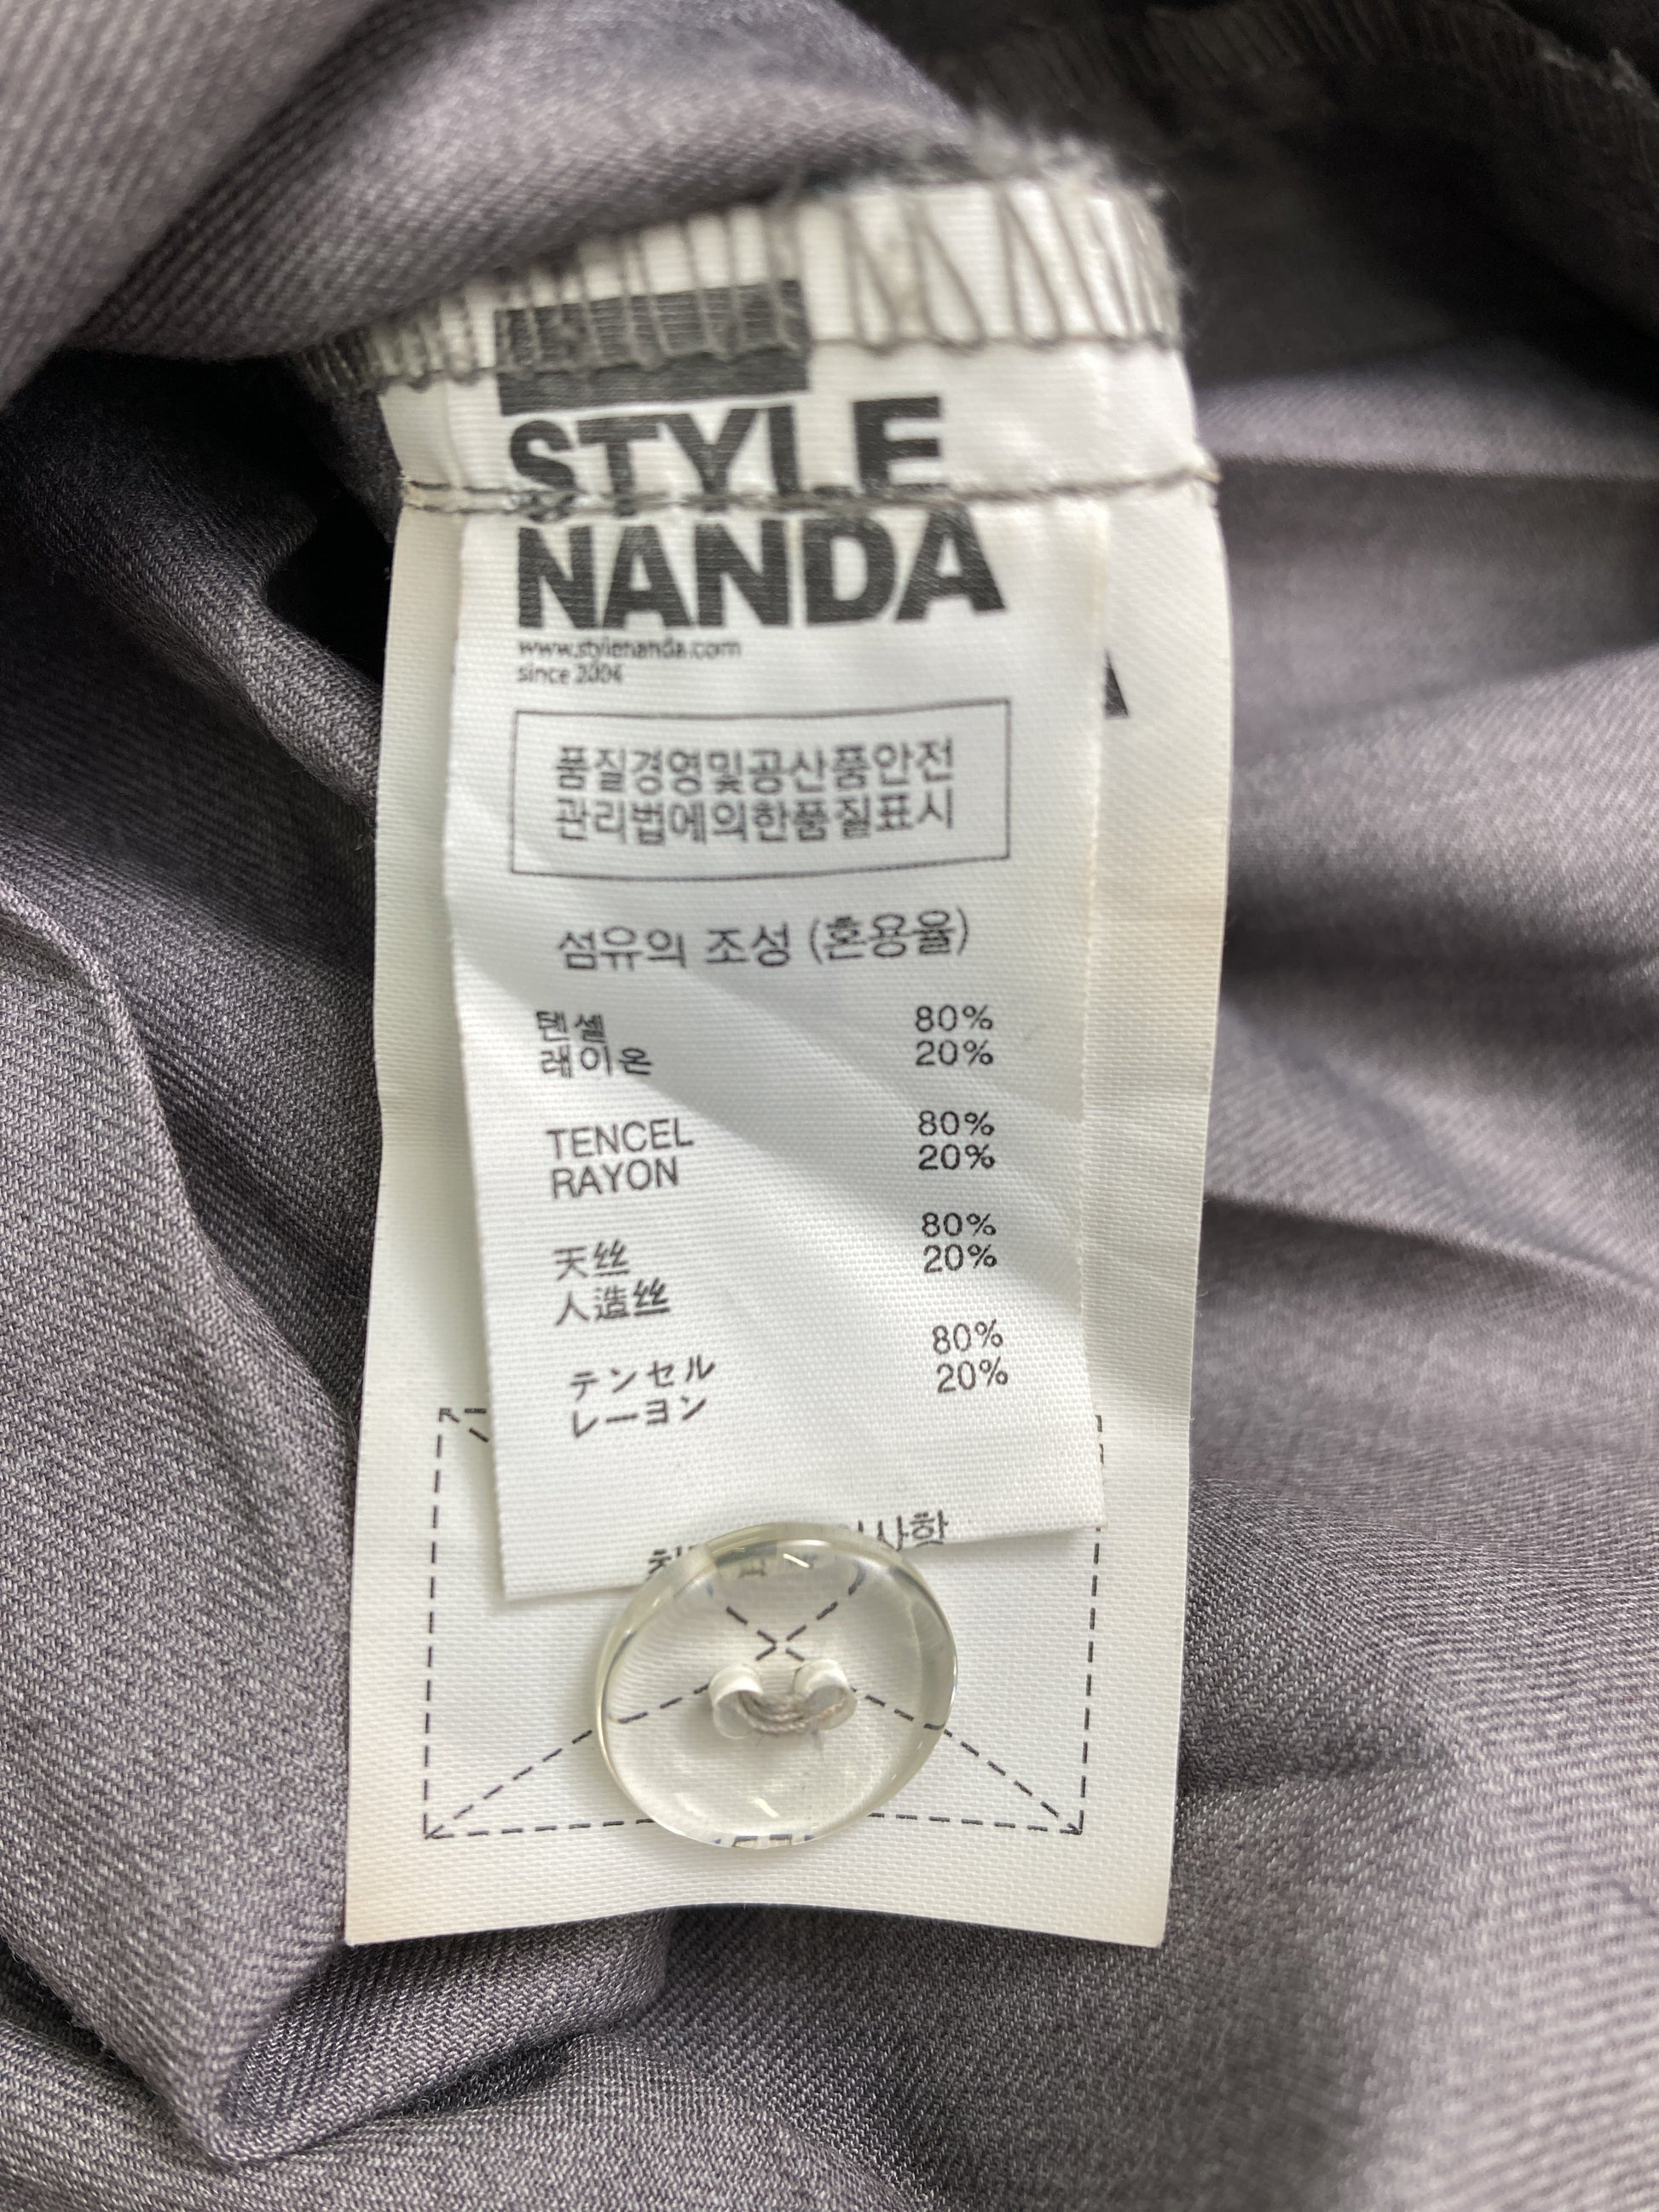 STYLE
NANDA
www.stylenanda.com
since 2004
품질경영및공산품안전
관리법에의한품질표시
섬유의 조성 (혼용율)
텐셀 80%
레이온 20%
TENCEL 80%
RAYON 20%
天丝 80%
人造丝 20%
テンセル 80%
レーヨン 20%